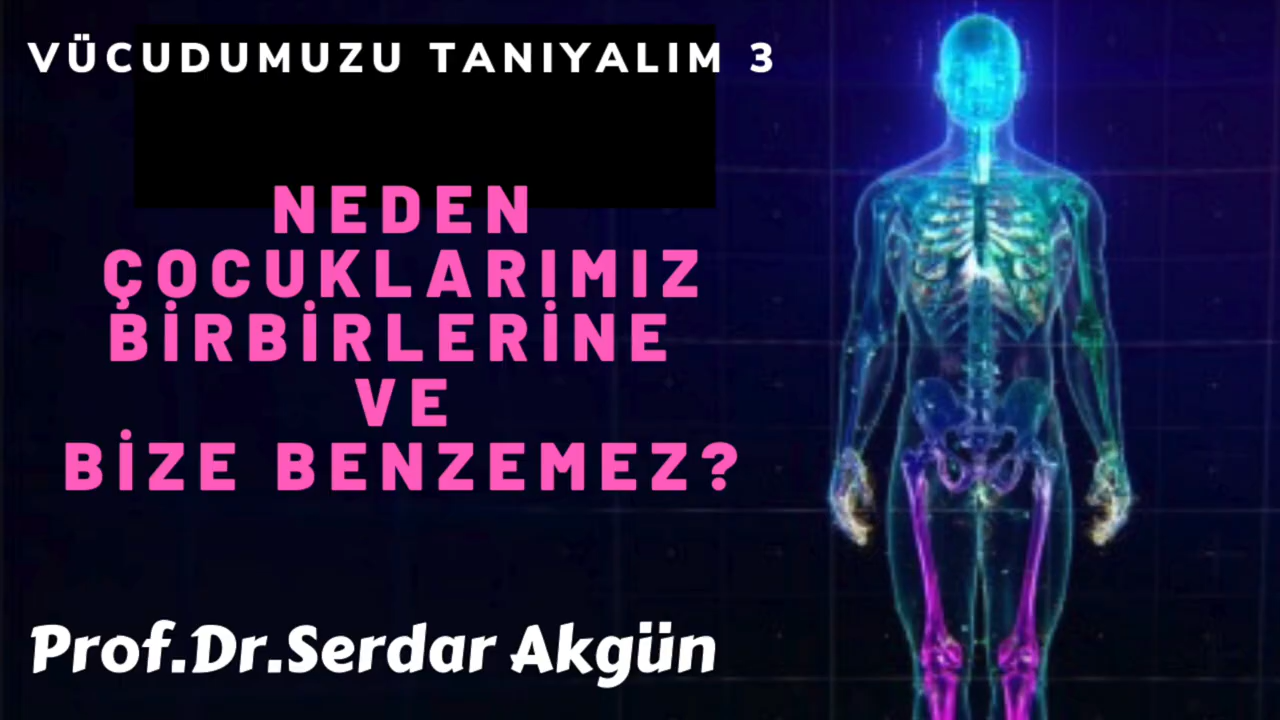 VÜCUDUMUZU TANIYALIM 3
NEDEN
ÇOCUKLARIMIZ
BİRBİRLERİNE
VE
BİZE BENZEMEZ?
Prof.Dr.Serdar Akgün